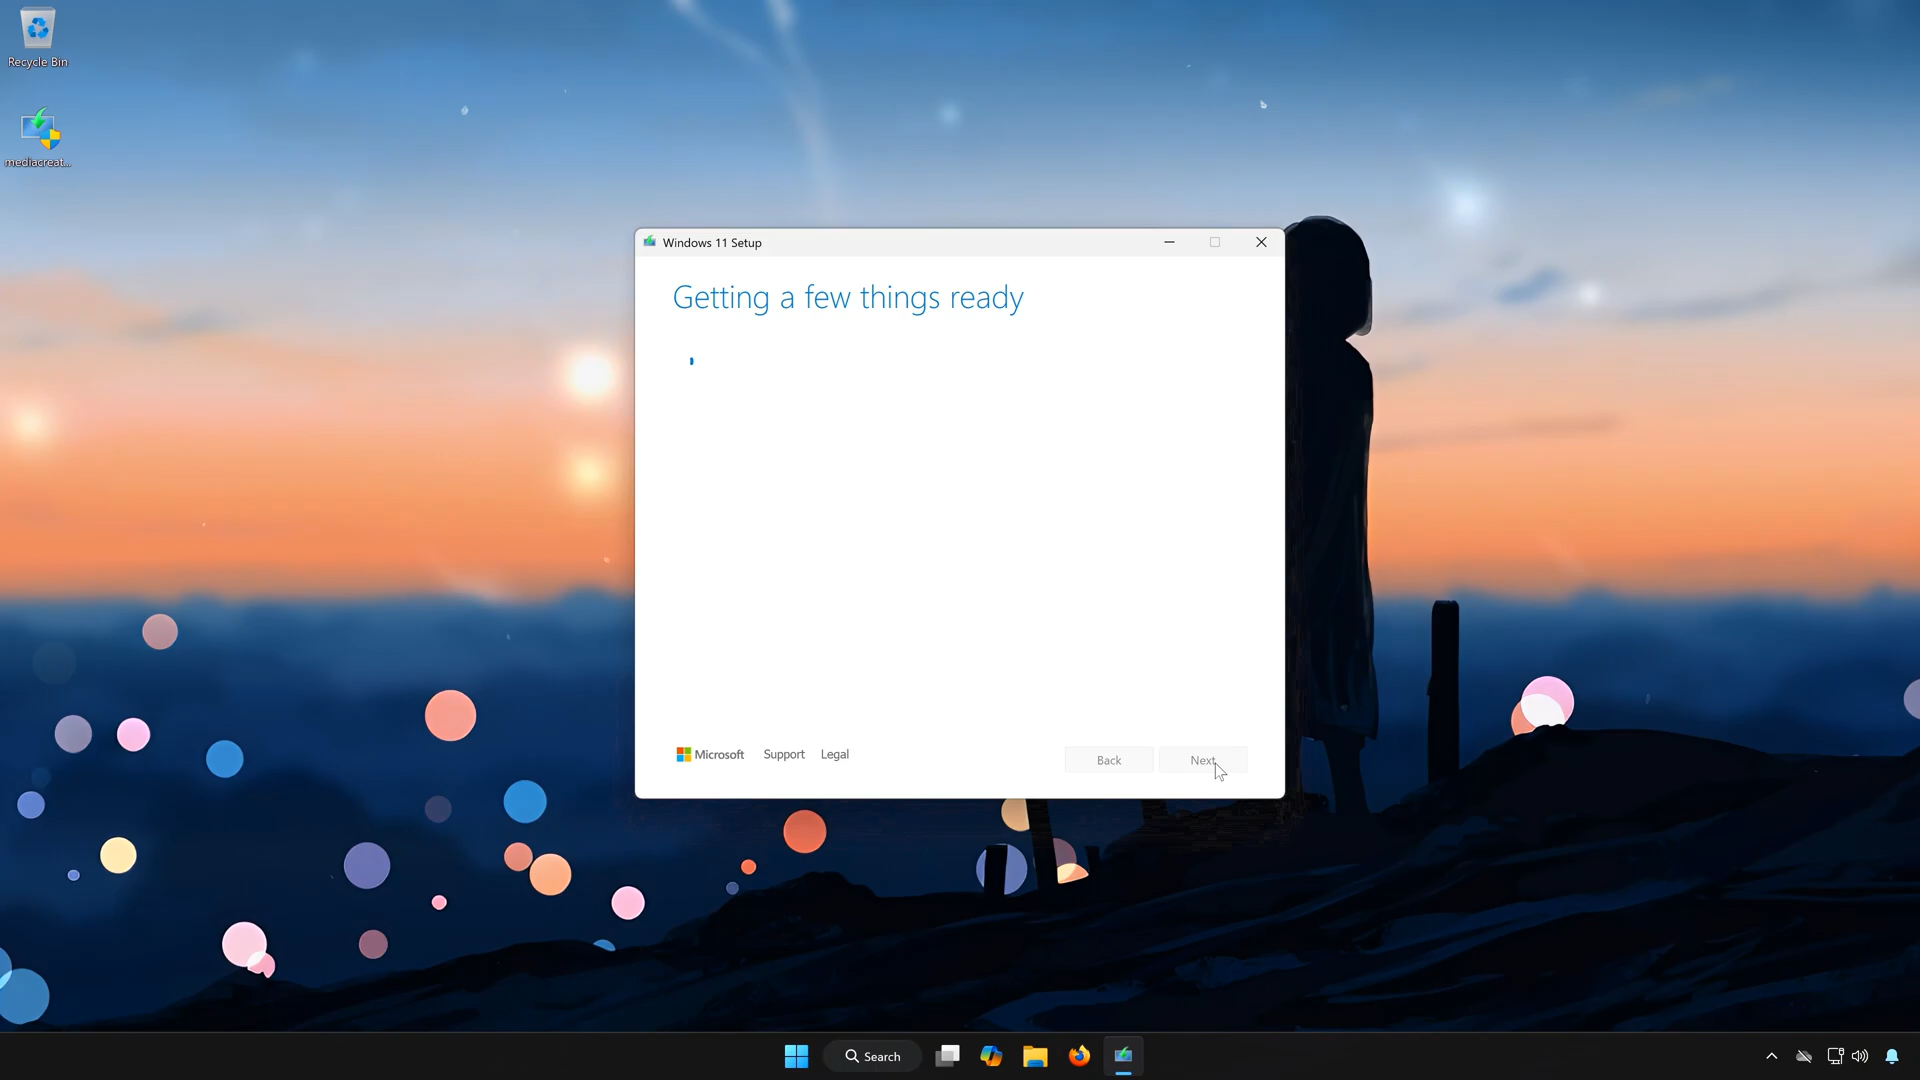 Recycle Bin
mediacreat...
Windows 11 Setup
Getting a few things ready
Microsoft Support Legal
Back Next
Search